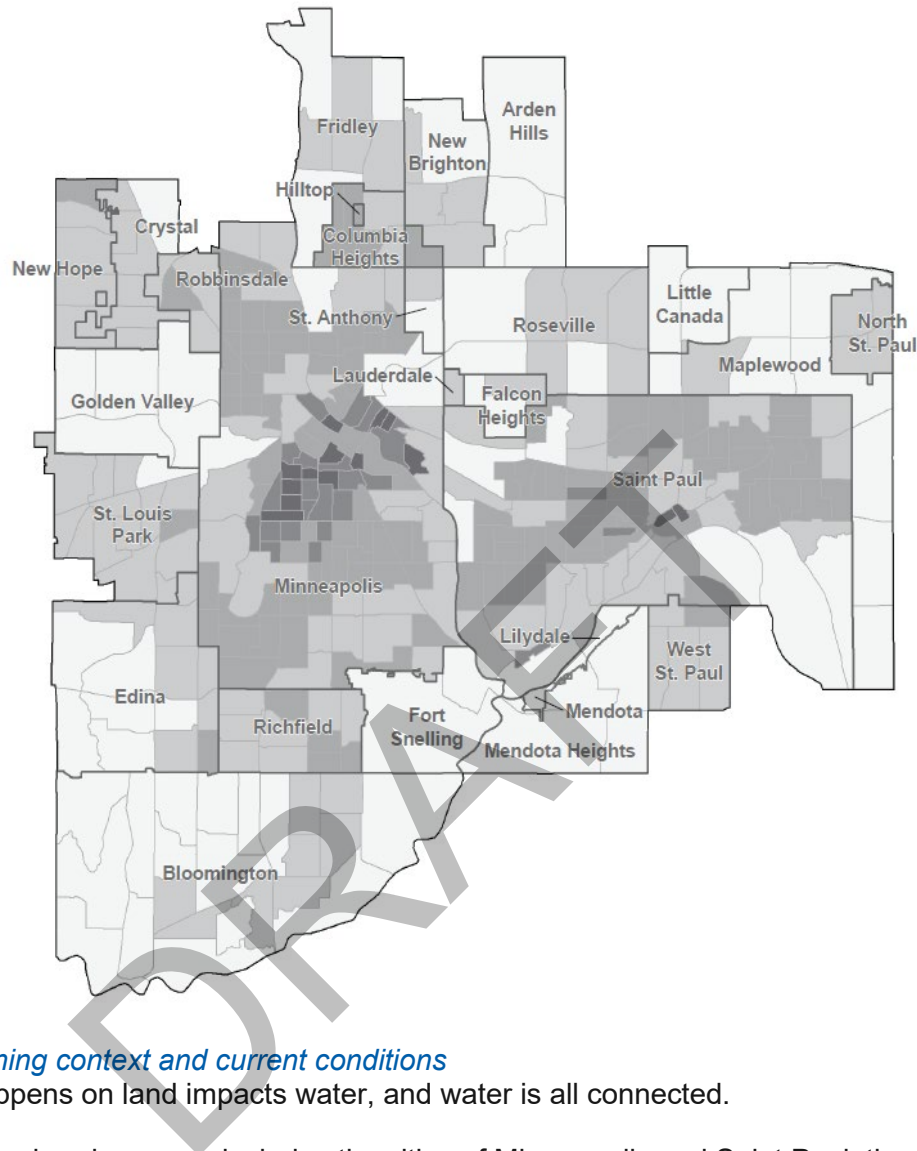 Arden
Hills
Fridley
New
Brighton
Hilltop
Columbia
Heights
Crystal
New Hope
Robbinsdale
St. Anthony
Roseville
Little
Canada
North
St. Paul
Maplewood
Lauderdale
Falcon
Heights
Golden Valley
Saint Paul
St. Louis
Park
Minneapolis
Lilydale
West
St. Paul
Edina
Richfield
Fort
Snelling
Mendota
Mendota Heights
Bloomington
DRAFT
ning context and current conditions
ppens on land impacts water, and water is all connected.